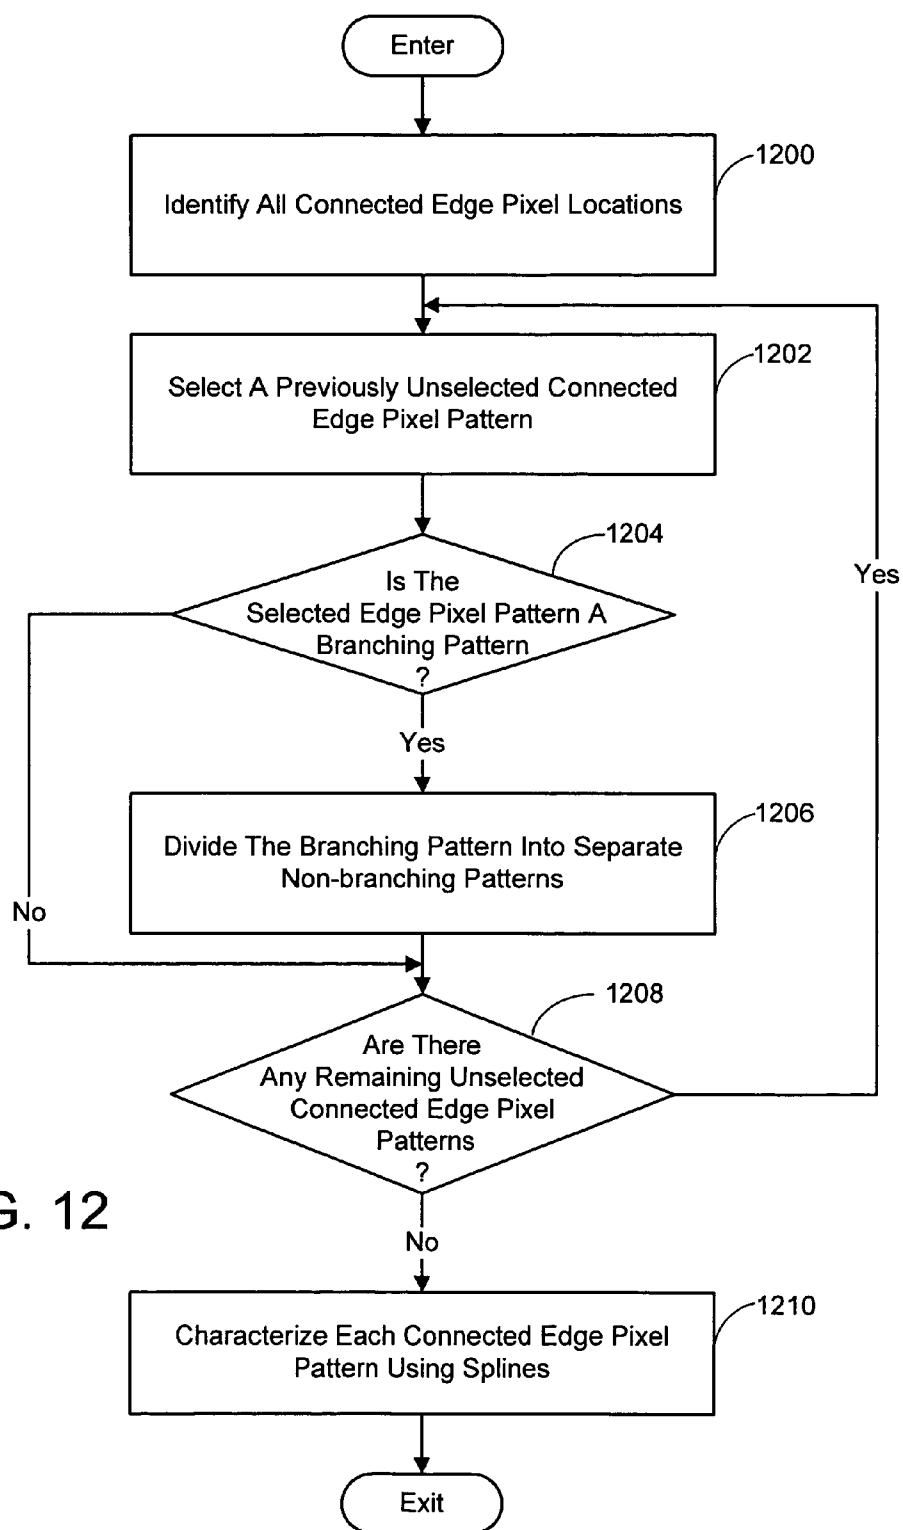 Enter
1200
Identify All Connected Edge Pixel Locations
1202
Select A Previously Unselected Connected
Edge Pixel Pattern
1204
Is The
Selected Edge Pixel Pattern A
Branching Pattern
?
Yes
Yes
1206
Divide The Branching Pattern Into Separate
Non-branching Patterns
No
1208
Are There
Any Remaining Unselected
Connected Edge Pixel
Patterns
?
G. 12
No
1210
Characterize Each Connected Edge Pixel
Pattern Using Splines
Exit